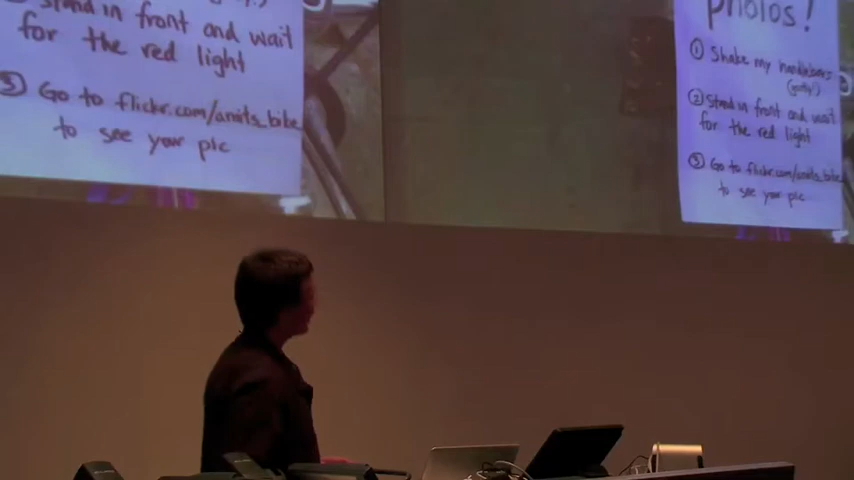 stand in front and wait
for the red light
③ Go to flickr.com/anita_bike
to see your pic
photos!
① Shake my handlebars
(gently!)
② Stand in front and wait
for the red light
③ Go to flickr.com/anita_bike
to see your pic